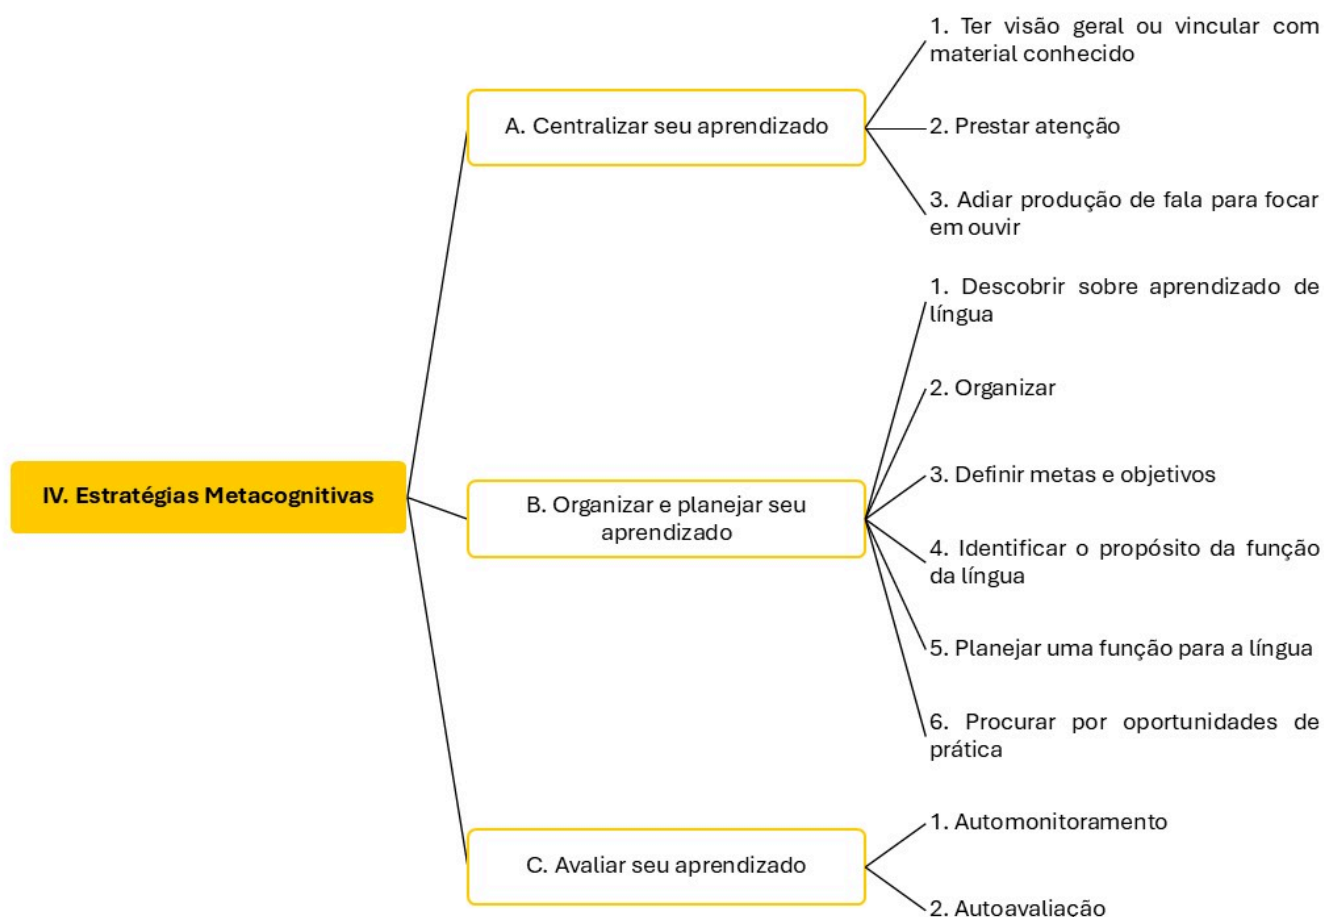 IV. Estratégias Metacognitivas
A. Centralizar seu aprendizado
1. Ter visão geral ou vincular com
material conhecido
2. Prestar atenção
3. Adiar produção de fala para focar
em ouvir
B. Organizar e planejar seu
aprendizado
1. Descobrir sobre aprendizado de
língua
2. Organizar
3. Definir metas e objetivos
4. Identificar o propósito da função
da língua
5. Planejar uma função para a língua
6. Procurar por oportunidades de
prática
C. Avaliar seu aprendizado
1. Automonitoramento
2. Autoavaliação